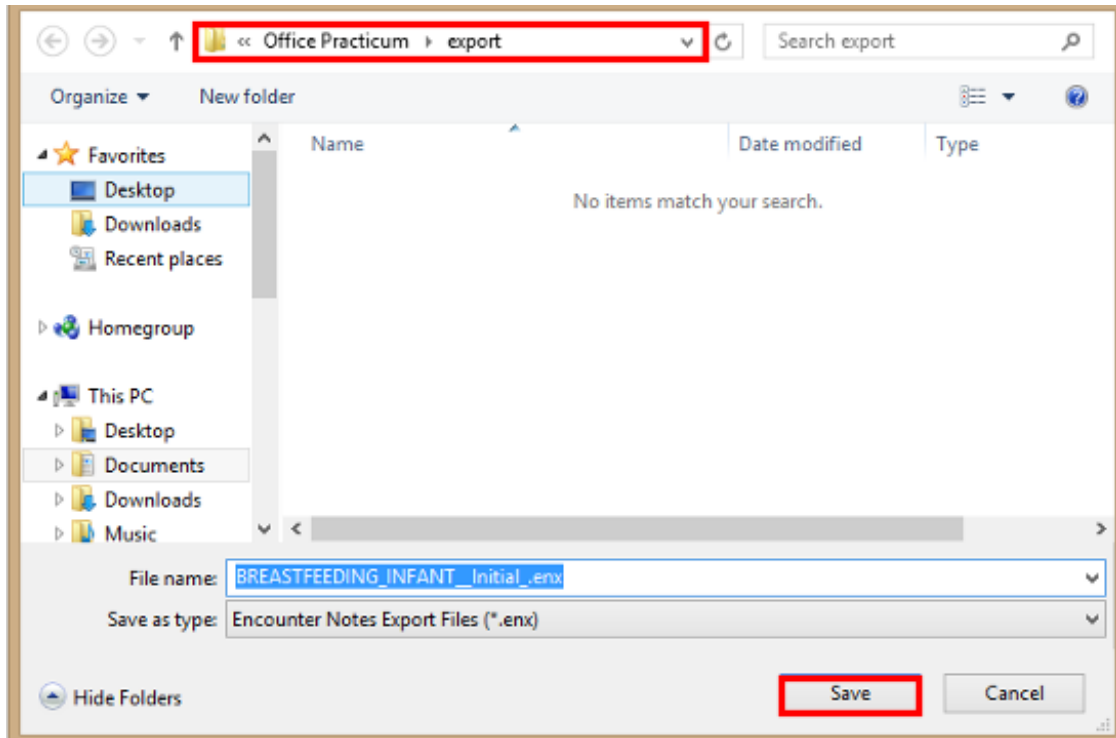 « Office Practicum export Search export
Organize New folder
Name Date modified Type
No items match your search.
Favorites
Desktop
Downloads
Recent places
Homegroup
This PC
Desktop
Documents
Downloads
Music
File name: BREASTFEEDING_INFANT__Initial_.enx
Save as type: Encounter Notes Export Files (*.enx)
Hide Folders Save Cancel